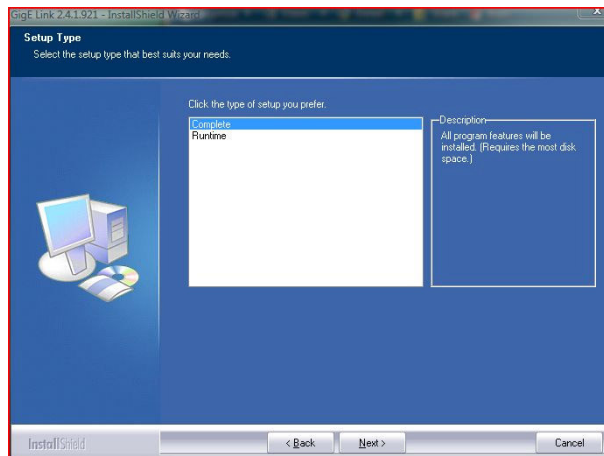 GigE Link 2.4.1.921 - InstallShield Wizard
Setup Type
Select the setup type that best suits your needs.
Click the type of setup you prefer.
Complete
Runtime
Description
All program features will be
installed. (Requires the most disk
space.)
InstallShield
< Back
Next >
Cancel